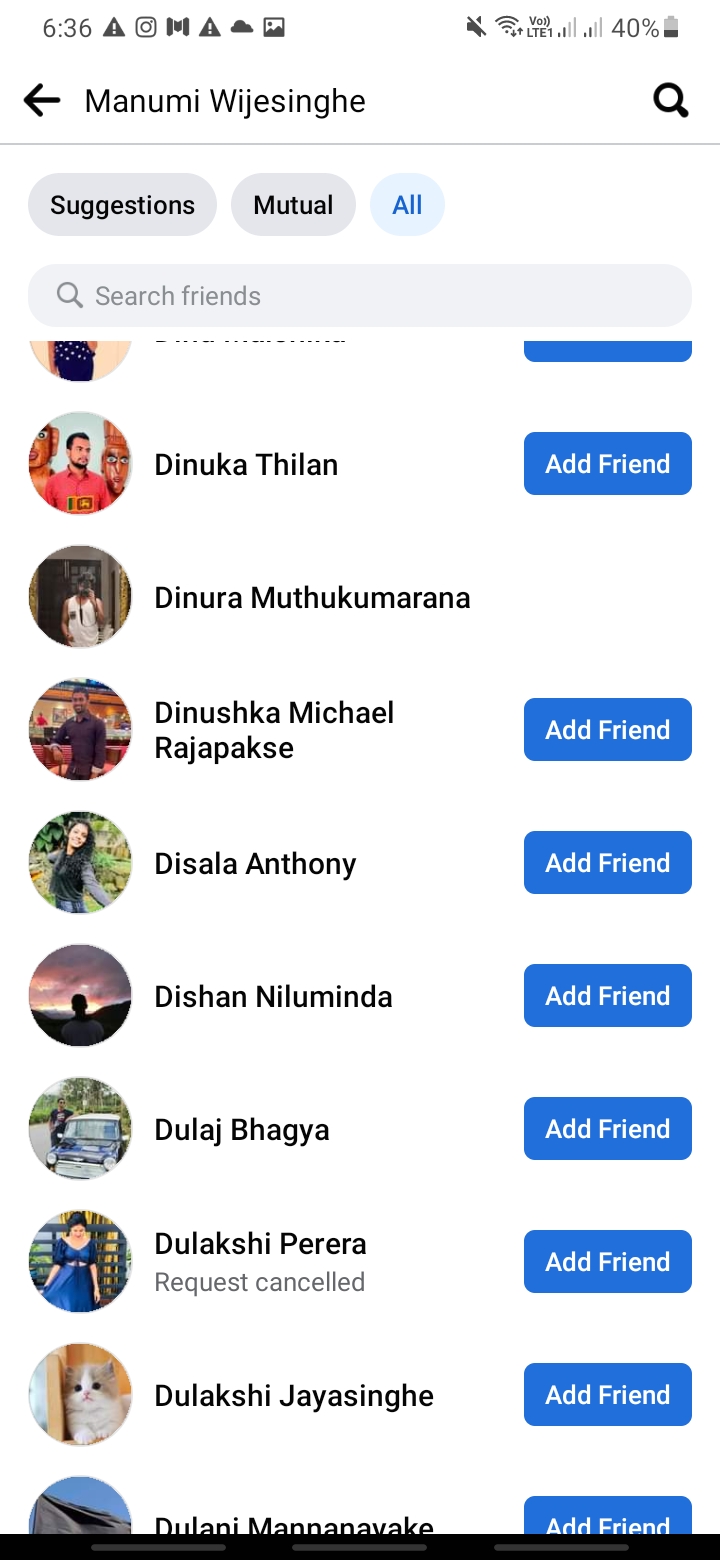 6:36 Vo)) LTE1 40%
Manumi Wijesinghe
Suggestions Mutual All
Search friends
Dinuka Thilan Add Friend
Dinura Muthukumarana
Dinushka Michael
Rajapakse Add Friend
Disala Anthony Add Friend
Dishan Niluminda Add Friend
Dulaj Bhagya Add Friend
Dulakshi Perera
Request cancelled Add Friend
Dulakshi Jayasinghe Add Friend
Dulani Mannanayake Add Friend